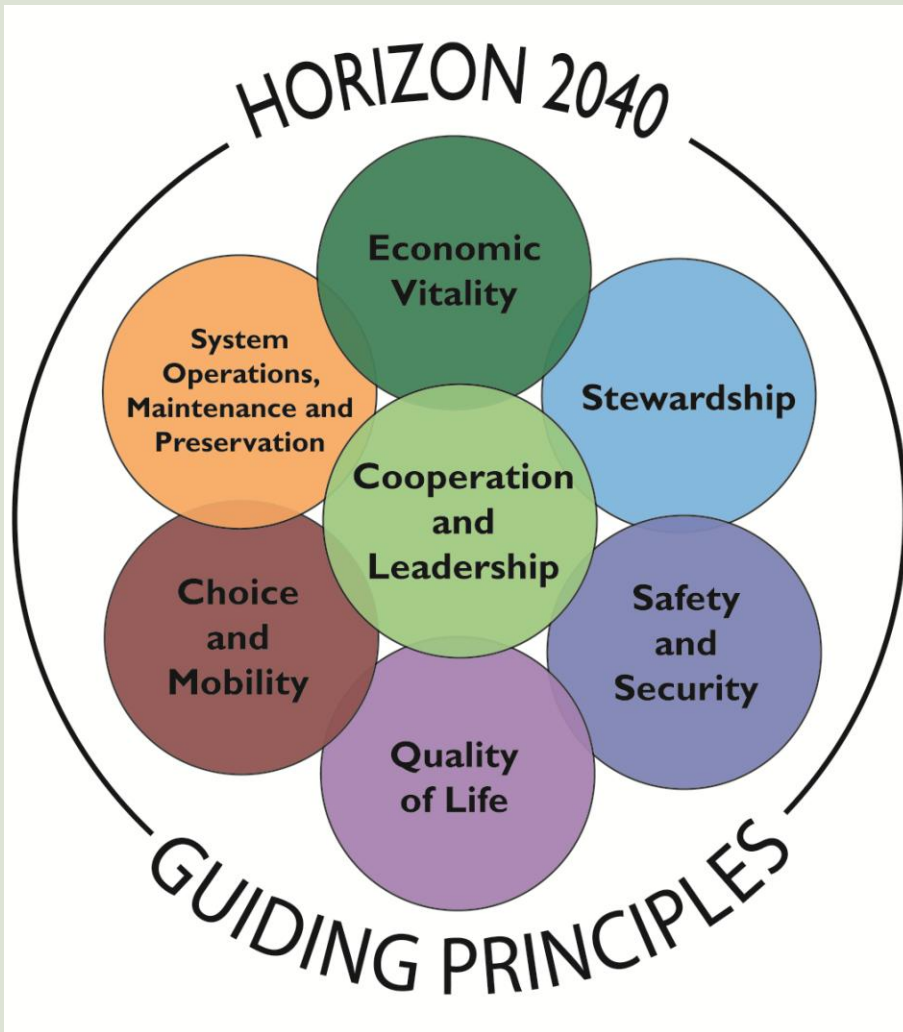 HORIZON 2040
Economic
Vitality
System
Operations,
Maintenance and
Preservation
Stewardship
Cooperation
and
Leadership
Choice
and
Mobility
Safety
and
Security
Quality
of Life
GUIDING PRINCIPLES